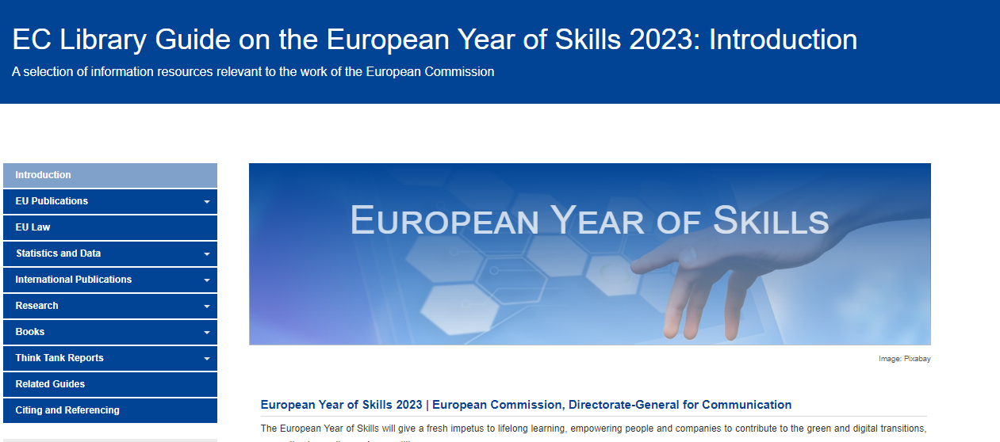 EC Library Guide on the European Year of Skills 2023: Introduction
A selection of information resources relevant to the work of the European Commission
Introduction
EU Publications
EU Law
Statistics and Data
International Publications
Research
Books
Think Tank Reports
Related Guides
Citing and Referencing
European Year of Skills
Image: Pixabay
European Year of Skills 2023 | European Commission, Directorate-General for Communication
The European Year of Skills will give a fresh impetus to lifelong learning, empowering people and companies to contribute to the green and digital transitions,